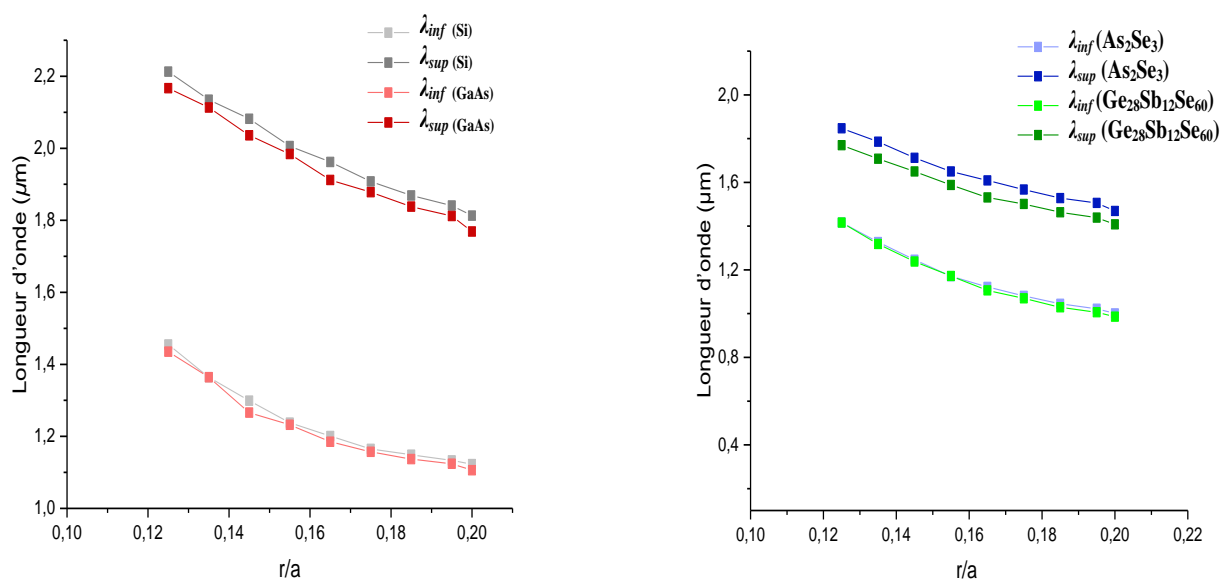 λinf (Si)
λsup (Si)
λinf (GaAs)
λsup (GaAs)
Longueur d'onde (µm)
2,2
2,0
1,8
1,6
1,4
1,2
1,0
0,10 0,12 0,14 0,16 0,18 0,20
r/a
λinf (As2Se3)
λsup (As2Se3)
λinf (Ge28Sb12Se60)
λsup (Ge28Sb12Se60)
Longueur d'onde (µm)
2,0
1,6
1,2
0,8
0,4
0,10 0,12 0,14 0,16 0,18 0,20 0,22
r/a